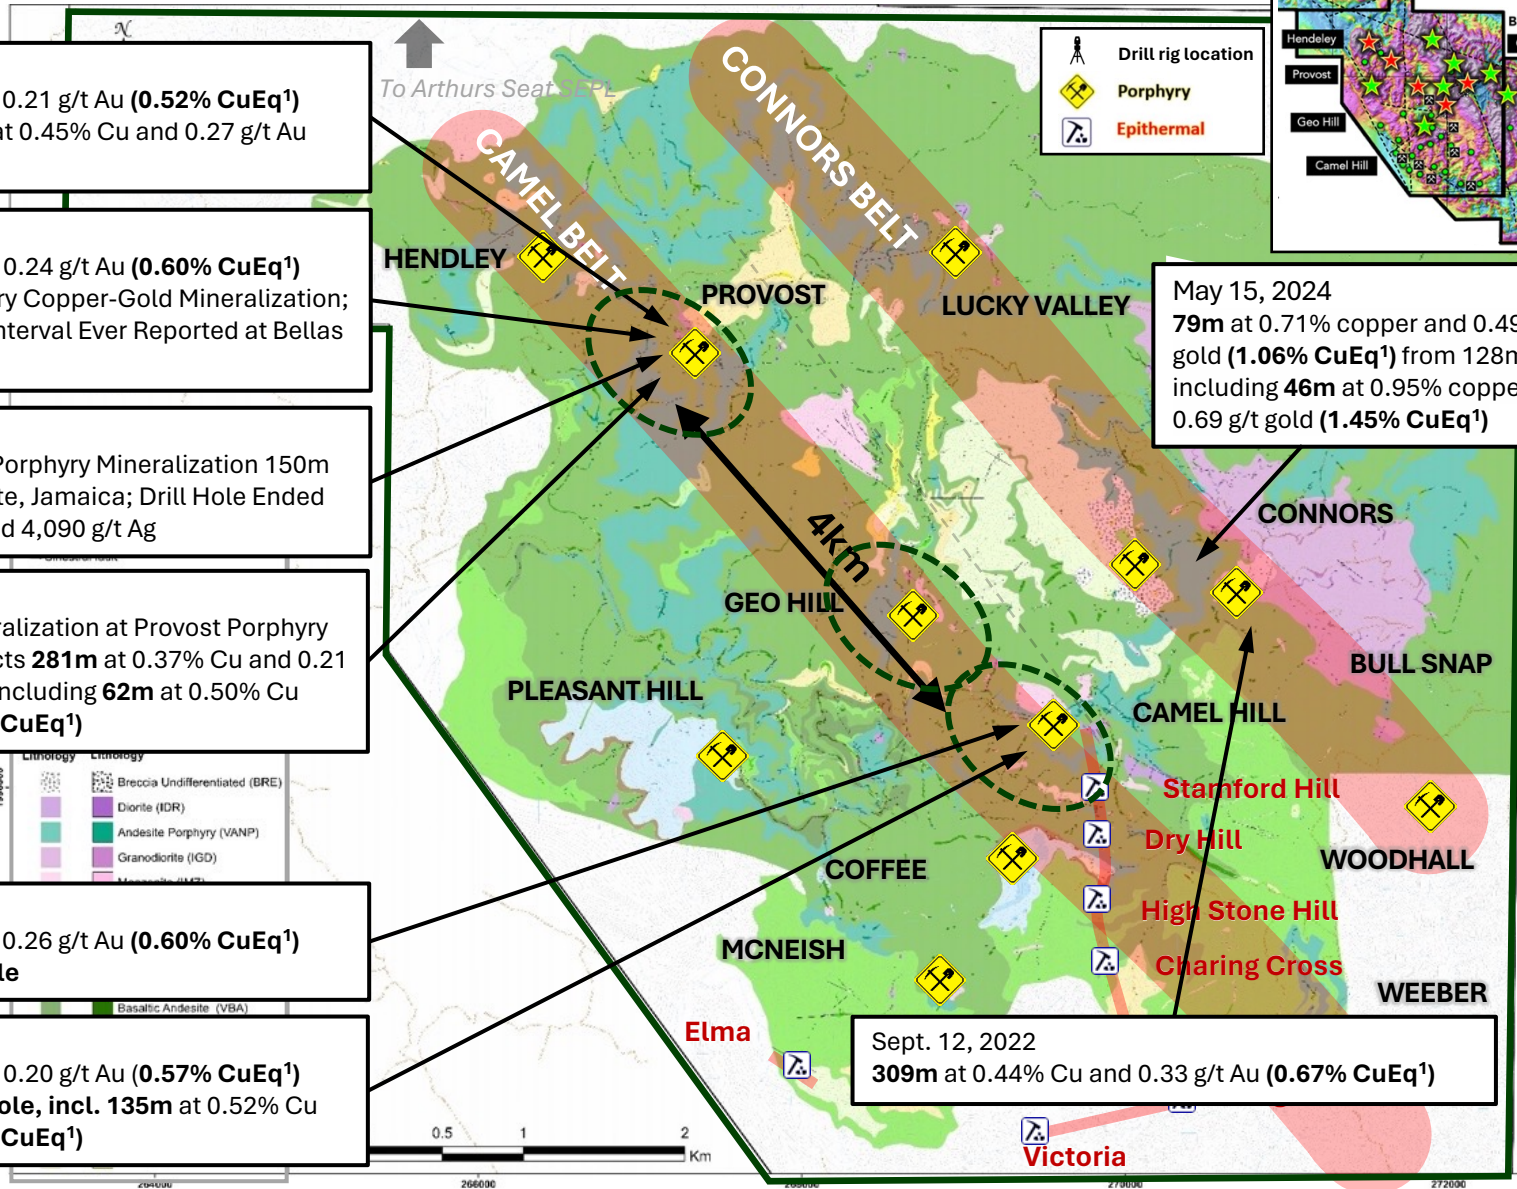 N
To Arthurs Seat SEPL
Drill rig location
Porphyry
Epithermal
Hendeley
Provost
Geo Hill
Camel Hill
B
0.21 g/t Au (0.52% CuEq¹)
at 0.45% Cu and 0.27 g/t Au
0.24 g/t Au (0.60% CuEq¹)
ry Copper-Gold Mineralization;
nterval Ever Reported at Bellas
Porphyry Mineralization 150m
te, Jamaica; Drill Hole Ended
d 4,090 g/t Ag
ralization at Provost Porphyry
cts 281m at 0.37% Cu and 0.21
including 62m at 0.50% Cu
CuEq¹)
Lithology Lithology
Breccia Undifferentiated (BRE)
Diorite (IDR)
Andesite Porphyry (VANP)
Granodiorite (IGD)
0.26 g/t Au (0.60% CuEq¹)
le
Basaltic Andesite (VBA)
0.20 g/t Au (0.57% CuEq¹)
ole, incl. 135m at 0.52% Cu
CuEq¹)
CAMEL BELT
CONNORS BELT
HENDLEY
PROVOST
LUCKY VALLEY
May 15, 2024
79m at 0.71% copper and 0.49
gold (1.06% CuEq¹) from 128m
including 46m at 0.95% coppe
0.69 g/t gold (1.45% CuEq¹)
4km
CONNORS
GEO HILL
BULL SNAP
PLEASANT HILL
CAMEL HILL
Stamford Hill
Dry Hill
WOODHALL
COFFEE
High Stone Hill
MCNEISH
Charing Cross
WEEBER
Elma
Sept. 12, 2022
309m at 0.44% Cu and 0.33 g/t Au (0.67% CuEq¹)
Victoria
0.5 1 2
Km
264000 266000 270000 272000